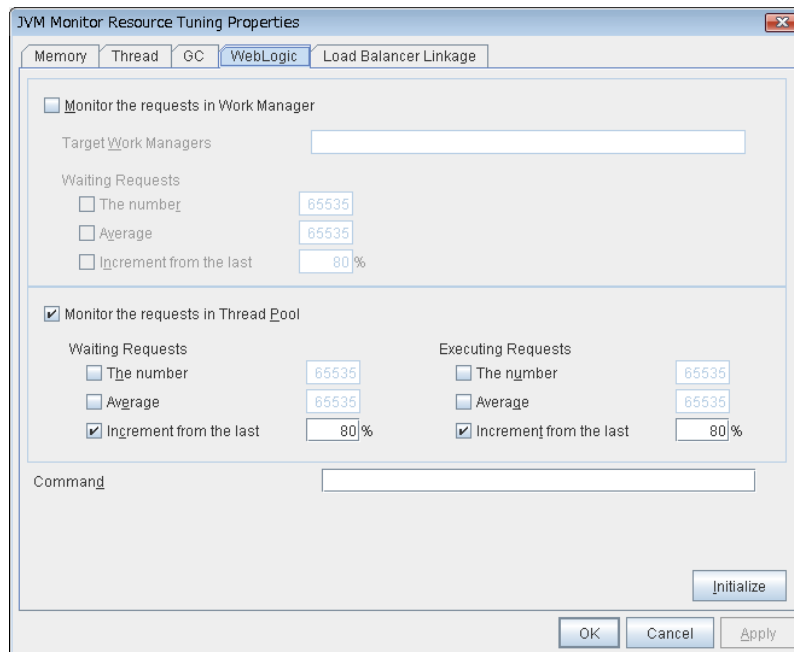 JVM Monitor Resource Tuning Properties
Memory Thread GC WebLogic Load Balancer Linkage
Monitor the requests in Work Manager
Target Work Managers
Waiting Requests
The number 65535
Average 65535
Increment from the last 80 %
Monitor the requests in Thread Pool
Waiting Requests Executing Requests
The number 65535 The number 65535
Average 65535 Average 65535
Increment from the last 80 % Increment from the last 80 %
Command
Initialize
OK Cancel Apply